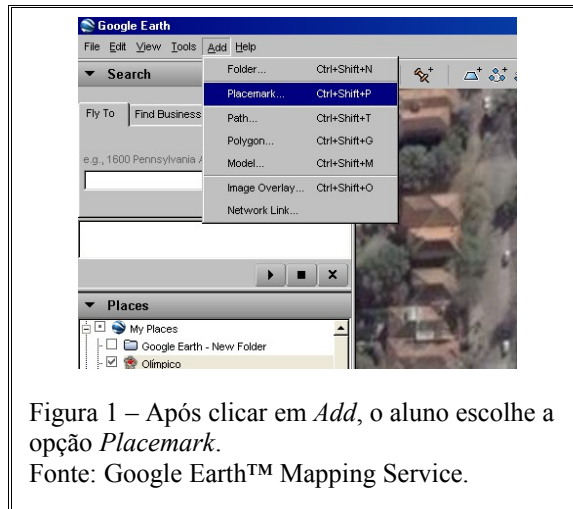 Google Earth
File Edit View Tools Add Help
Search
Folder... Ctrl+Shift+N
Placemark... Ctrl+Shift+P
Path... Ctrl+Shift+T
Polygon... Ctrl+Shift+G
Model... Ctrl+Shift+M
Image Overlay... Ctrl+Shift+O
Network Link...
Fly To Find Business
e.g., 1600 Pennsylvania
Places
My Places
Google Earth - New Folder
Olímpico
Figura 1 – Após clicar em Add, o aluno escolhe a
opção Placemark.
Fonte: Google Earth™ Mapping Service.